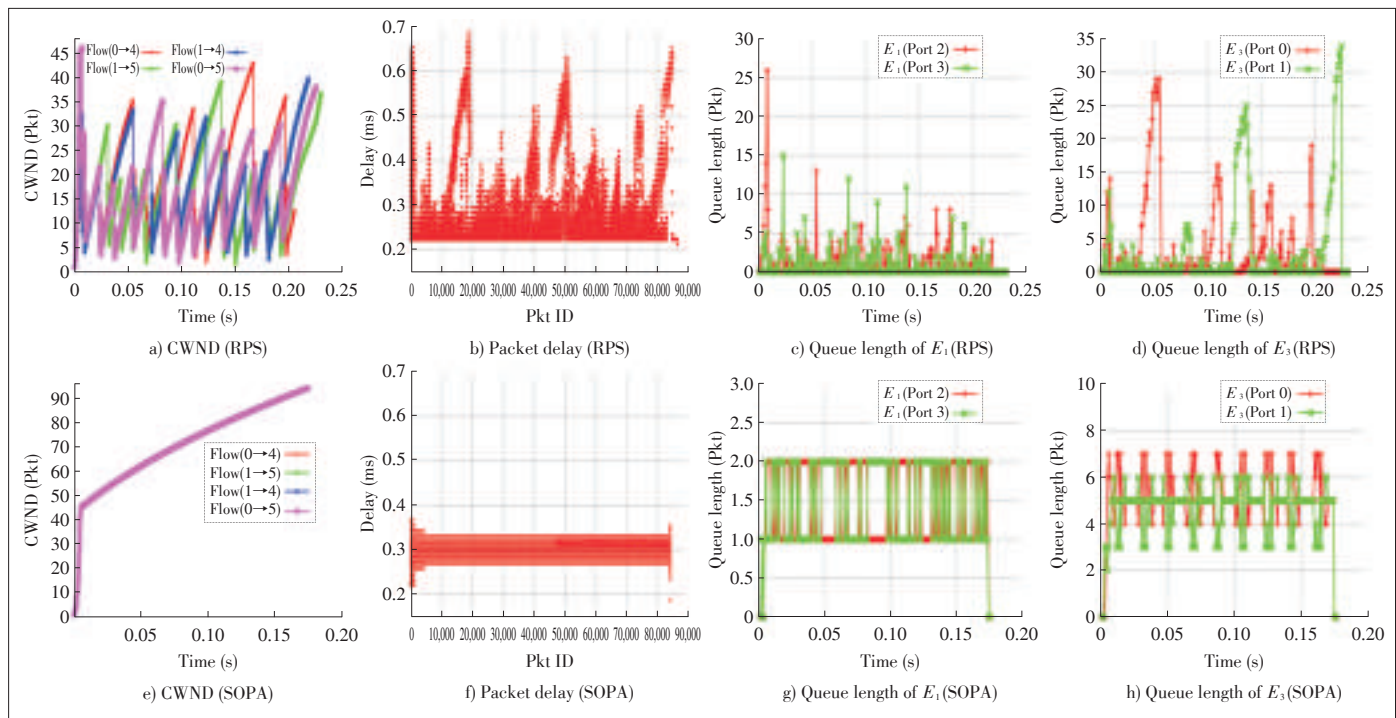 CWND (Pkt)
45
40
35
30
25
20
15
10
5
0
Flow(0→4)
Flow(1→4)
Flow(1→5)
Flow(0→5)
0 0.05 0.10 0.15 0.20 0.25
Time (s)
a) CWND (RPS)
Delay (ms)
0.7
0.6
0.5
0.4
0.3
0.2
0 10,000 20,000 30,000 40,000 50,000 60,000 70,000 80,000 90,000
Pkt ID
b) Packet delay (RPS)
Queue length (Pkt)
30
25
20
15
10
5
0
E1 (Port 2)
E1 (Port 3)
0 0.05 0.10 0.15 0.20 0.25
Time (s)
c) Queue length of E1(RPS)
Queue length (Pkt)
35
30
25
20
15
10
5
0
E3 (Port 0)
E3 (Port 1)
0 0.05 0.10 0.15 0.20 0.25
Time (s)
d) Queue length of E3(RPS)
CWND (Pkt)
90
80
70
60
50
40
30
20
10
0
Flow(0→4)
Flow(1→5)
Flow(1→4)
Flow(0→5)
0.05 0.10 0.15 0.20
Time (s)
e) CWND (SOPA)
Delay (ms)
0.7
0.6
0.5
0.4
0.3
0.2
0 10,000 20,000 30,000 40,000 50,000 60,000 70,000 80,000 90,000
Pkt ID
f) Packet delay (SOPA)
Queue length (Pkt)
3.0
2.5
2.0
1.5
1.0
0.5
0
E1 (Port 2)
E1 (Port 3)
0 0.05 0.10 0.15 0.20
Time (s)
g) Queue length of E1(SOPA)
Queue length (Pkt)
10
8
6
4
2
0
E3 (Port 0)
E3 (Port 1)
0 0.05 0.10 0.15 0.20
Time (s)
h) Queue length of E3(SOPA)